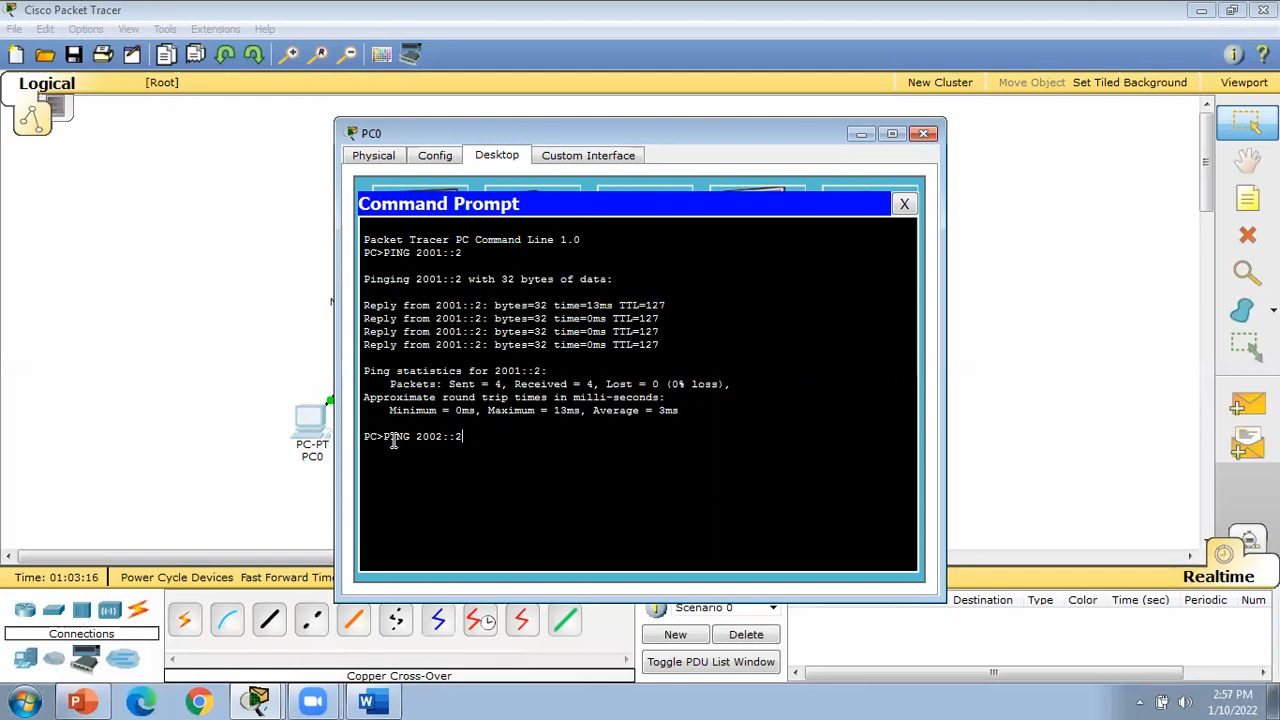 Cisco Packet Tracer
File Edit Options View Tools Extensions Help
Logical [Root] New Cluster Move Object Set Tiled Background Viewport
PC0
Physical Config Desktop Custom Interface
Command Prompt X
Packet Tracer PC Command Line 1.0
PC>PING 2001::2
Pinging 2001::2 with 32 bytes of data:
Reply from 2001::2: bytes=32 time=13ms TTL=127
Reply from 2001::2: bytes=32 time=0ms TTL=127
Reply from 2001::2: bytes=32 time=0ms TTL=127
Reply from 2001::2: bytes=32 time=0ms TTL=127
Ping statistics for 2001::2:
Packets: Sent = 4, Received = 4, Lost = 0 (0% loss),
Approximate round trip times in milli-seconds:
Minimum = 0ms, Maximum = 13ms, Average = 3ms
PC>PING 2002::2
PC-PT
PC0
Time: 01:03:16 Power Cycle Devices Fast Forward Time
Realtime
Connections
Copper Cross-Over
Scenario 0
New Delete
Toggle PDU List Window
Destination Type Color Time (sec) Periodic Num
2:57 PM
1/10/2022